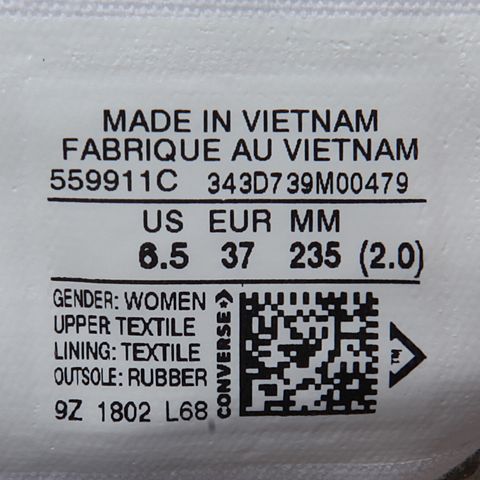 MADE IN VIETNAM
FABRIQUE AU VIETNAM
559911C 343D739M00479
US EUR MM
6.5 37 235 (2.0)
GENDER: WOMEN
UPPER TEXTILE
LINING: TEXTILE
OUTSOLE: RUBBER
9Z 1802 L68
CONVERSE